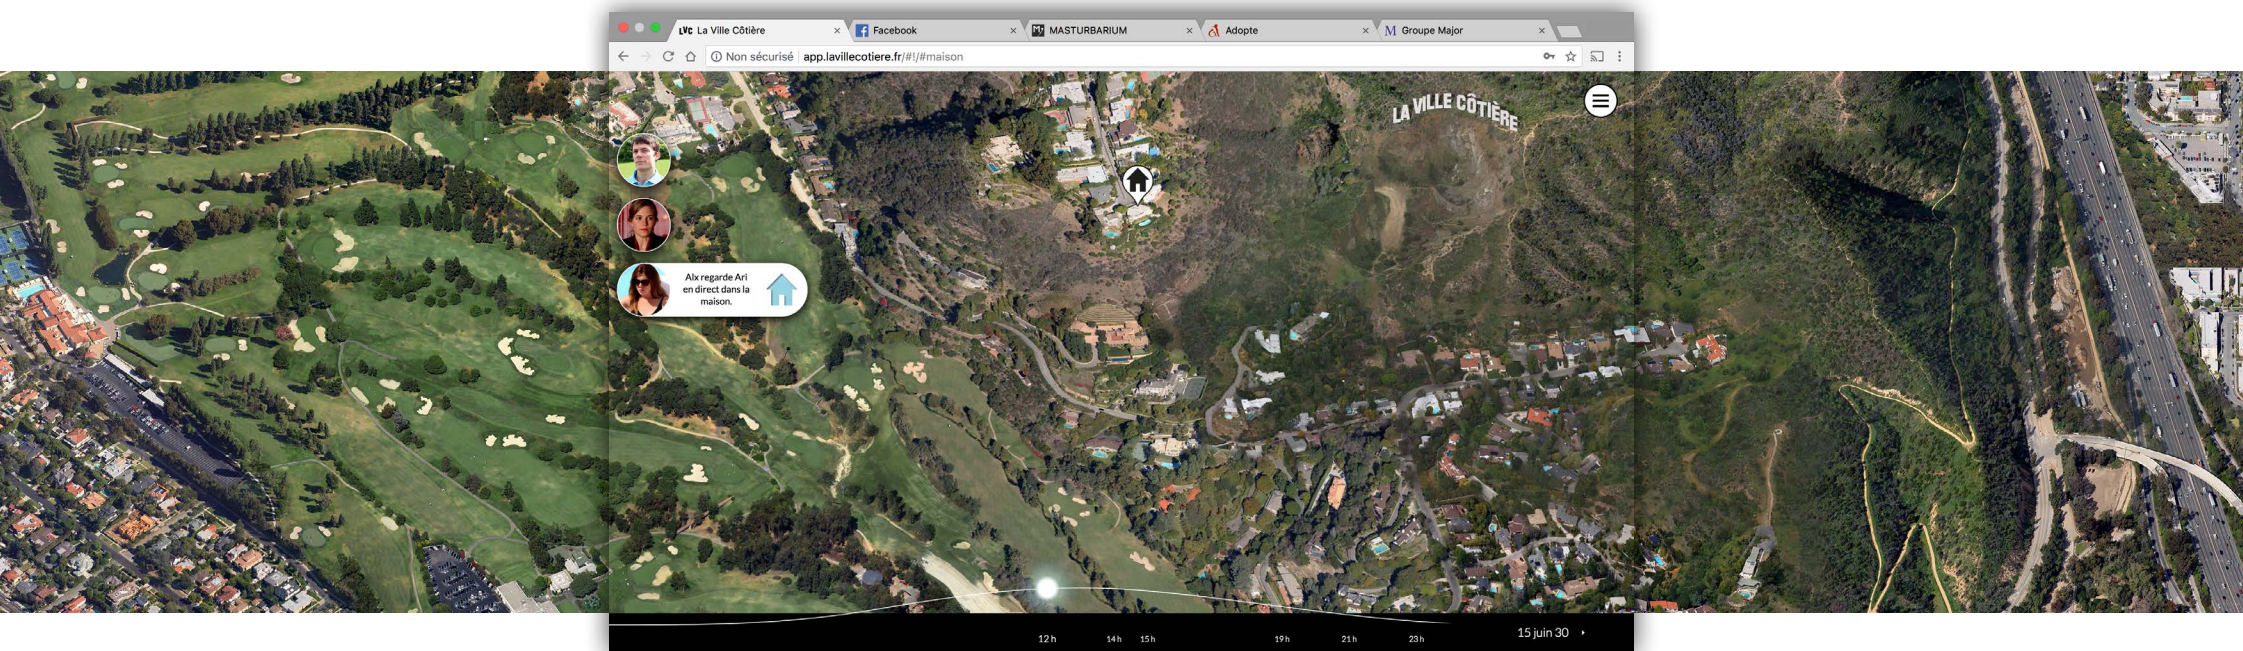 LVC La Ville Côtière
Facebook
M MASTURBARIUM
Adopte
M Groupe Major
Non sécurisé app.lavillecotiere.fr/#!/#maison
LA VILLE CÔTIÈRE
Alx regarde Ari
en direct dans la
maison.
12 h 14 h 15 h 19 h 21 h 23 h
15 juin 30